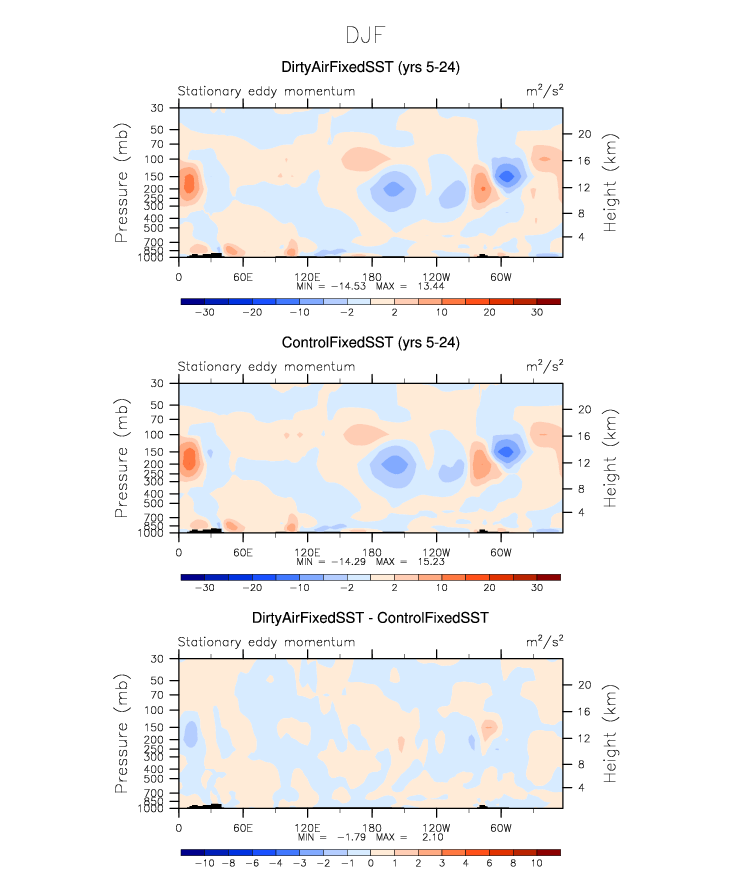 DJF
DirtyAirFixedSST (yrs 5-24)
Stationary eddy momentum m²/s²
Pressure (mb)
30
50
70
100
150
200
250
300
400
500
700
850
1000
Height (km)
20
16
12
8
4
0 60E 120E 180 120W 60W
MIN = -14.53 MAX = 13.44
-30 -20 -10 -2 2 10 20 30
ControlFixedSST (yrs 5-24)
Stationary eddy momentum m²/s²
Pressure (mb)
30
50
70
100
150
200
250
300
400
500
700
850
1000
Height (km)
20
16
12
8
4
0 60E 120E 180 120W 60W
MIN = -14.29 MAX = 15.23
-30 -20 -10 -2 2 10 20 30
DirtyAirFixedSST - ControlFixedSST
Stationary eddy momentum m²/s²
Pressure (mb)
30
50
70
100
150
200
250
300
400
500
700
850
1000
Height (km)
20
16
12
8
4
0 60E 120E 180 120W 60W
MIN = -1.79 MAX = 2.10
-10 -8 -6 -4 -3 -2 -1 0 1 2 3 4 6 8 10